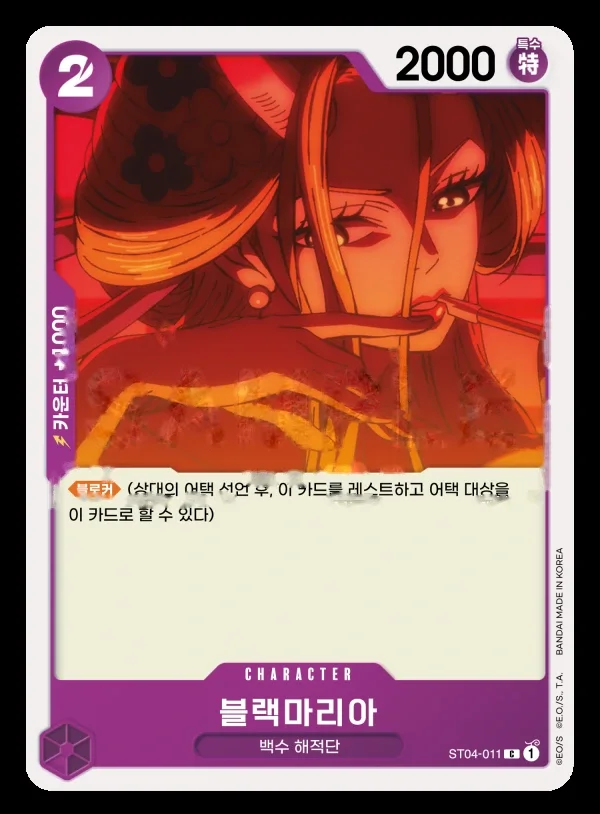 2
2000
특수
特
카운터 +1000
블로커 (상대의 어택 선언 후, 이 카드를 레스트하고 어택 대상을
이 카드로 할 수 있다)
CHARACTER
블랙마리아
백수 해적단
ST04-011 C 1
©EO/S ©E.O./S., T.A. BANDAI MADE IN KOREA